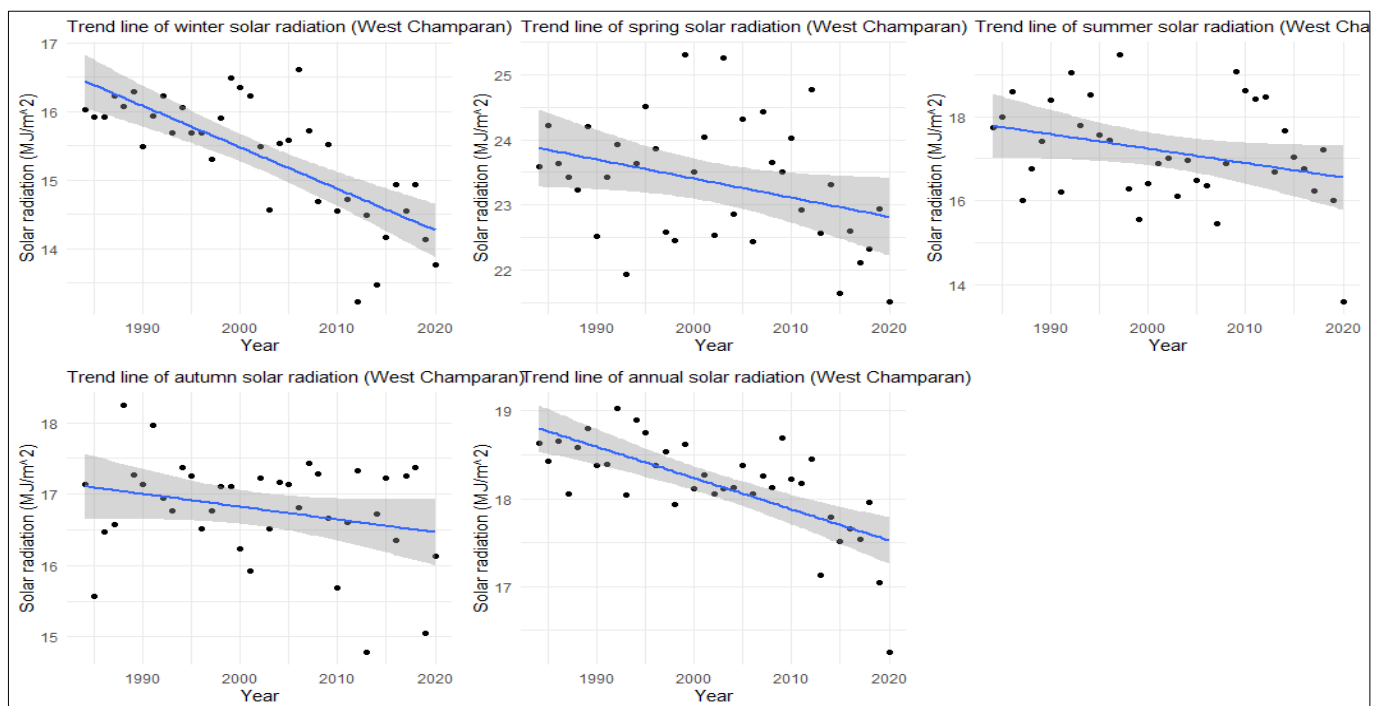 Trend line of winter solar radiation (West Champaran)
Solar radiation (MJ/m^2)
17
16
15
14
1990 2000 2010 2020
Year
Trend line of spring solar radiation (West Champaran)
Solar radiation (MJ/m^2)
25
24
23
22
1990 2000 2010 2020
Year
Trend line of summer solar radiation (West Cha
Solar radiation (MJ/m^2)
18
16
14
1990 2000 2010 2020
Year
Trend line of autumn solar radiation (West Champaran)
Solar radiation (MJ/m^2)
18
17
16
15
1990 2000 2010 2020
Year
Trend line of annual solar radiation (West Champaran)
Solar radiation (MJ/m^2)
19
18
17
1990 2000 2010 2020
Year